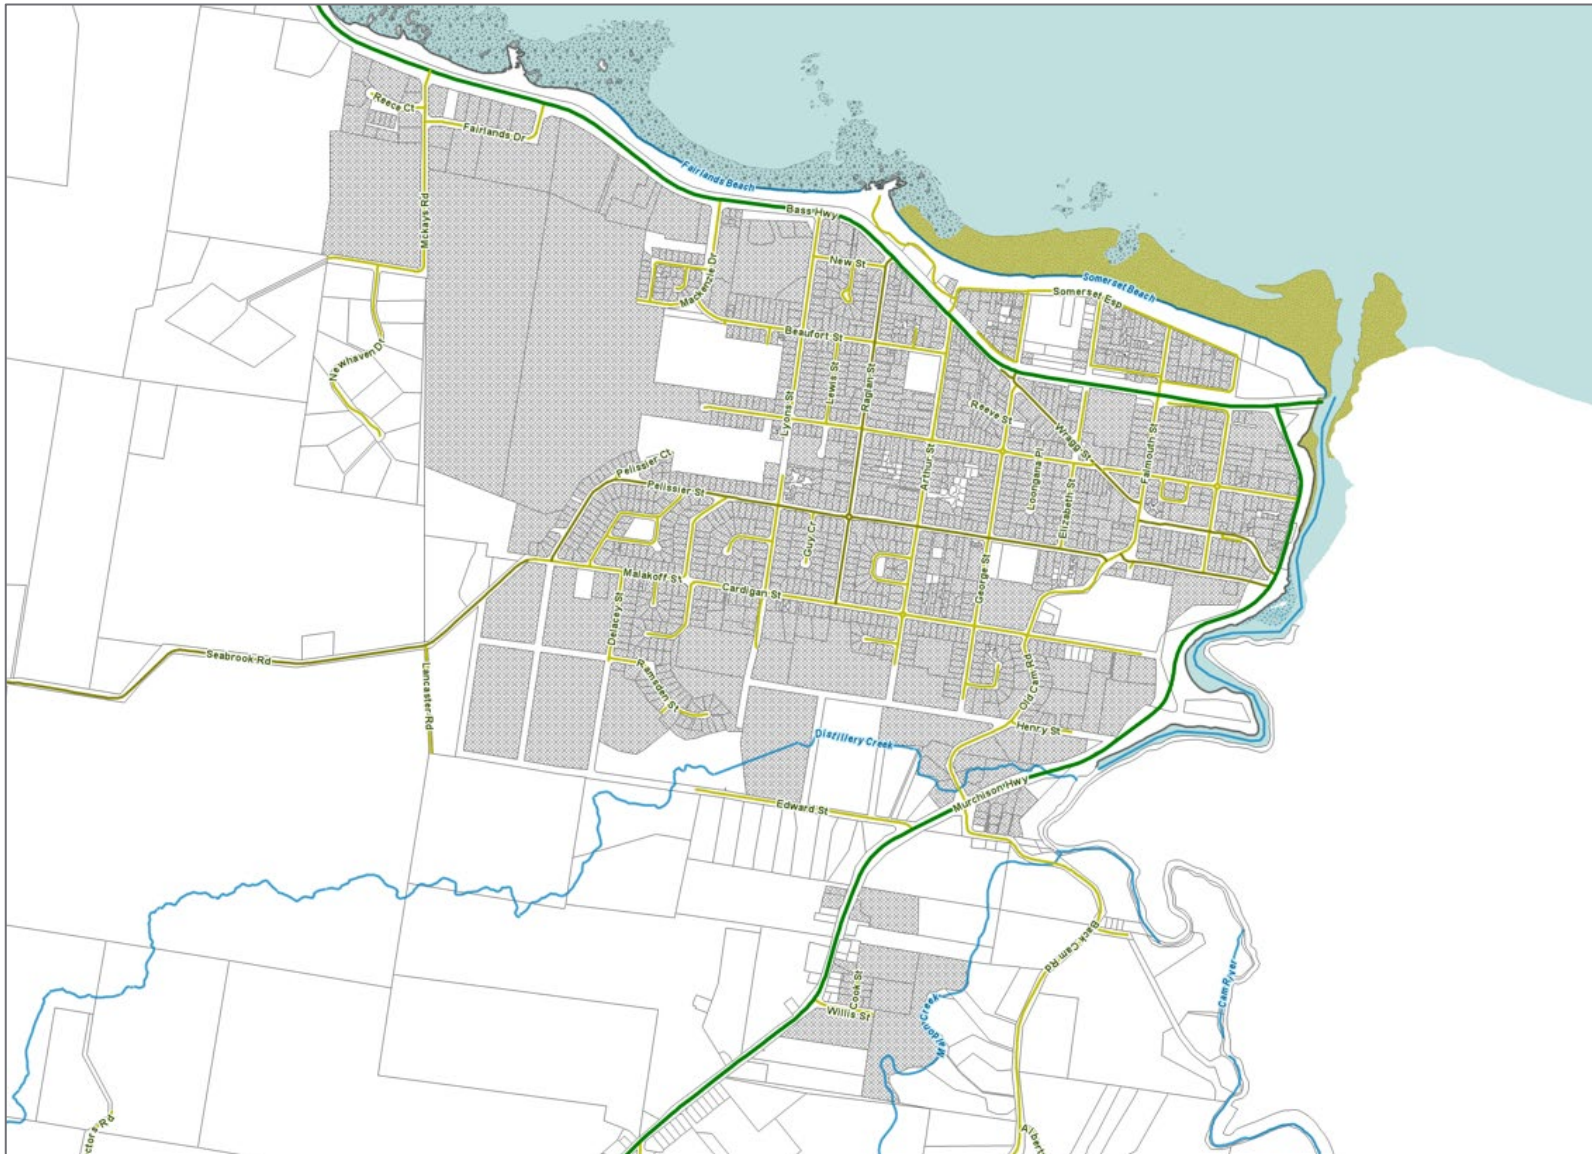 Reece Ct
Fairlands Dr
Fairlands Beach
Mckays Rd
Bass Hwy
New St
Mackenzie Dr
Somerset Beach
Somerset Esp
Beaufort St
Newhaven Dr
Lewis St
Raglan St
Lyons St
Reeve St
Wragg St
Falmouth St
Arthur St
Loongana Pl
Elizabeth St
Pelissier Ct
Pelissier St
Guy Cr
George St
Malakoff St
Cardigan St
Delacey St
Seabrook Rd
Lancaster Rd
Ramsden St
Old Cam Rd
Henry St
Distillery Creek
Murchison Hwy
Edward St
Back Cam Rd
Cam River
Cook St
Willis St
Creek
ctors Rd
Albert